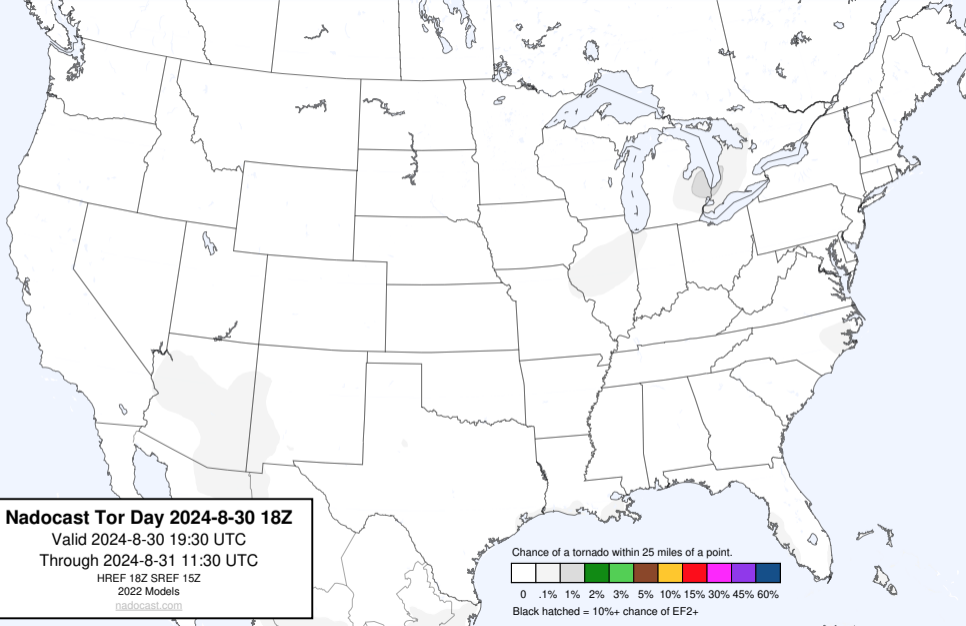 Nadocast Tor Day 2024-8-30 18Z
Valid 2024-8-30 19:30 UTC
Through 2024-8-31 11:30 UTC
HREF 18Z SREF 15Z
2022 Models
nadocast.com
Chance of a tornado within 25 miles of a point.
0 .1% 1% 2% 3% 5% 10% 15% 30% 45% 60%
Black hatched = 10%+ chance of EF2+